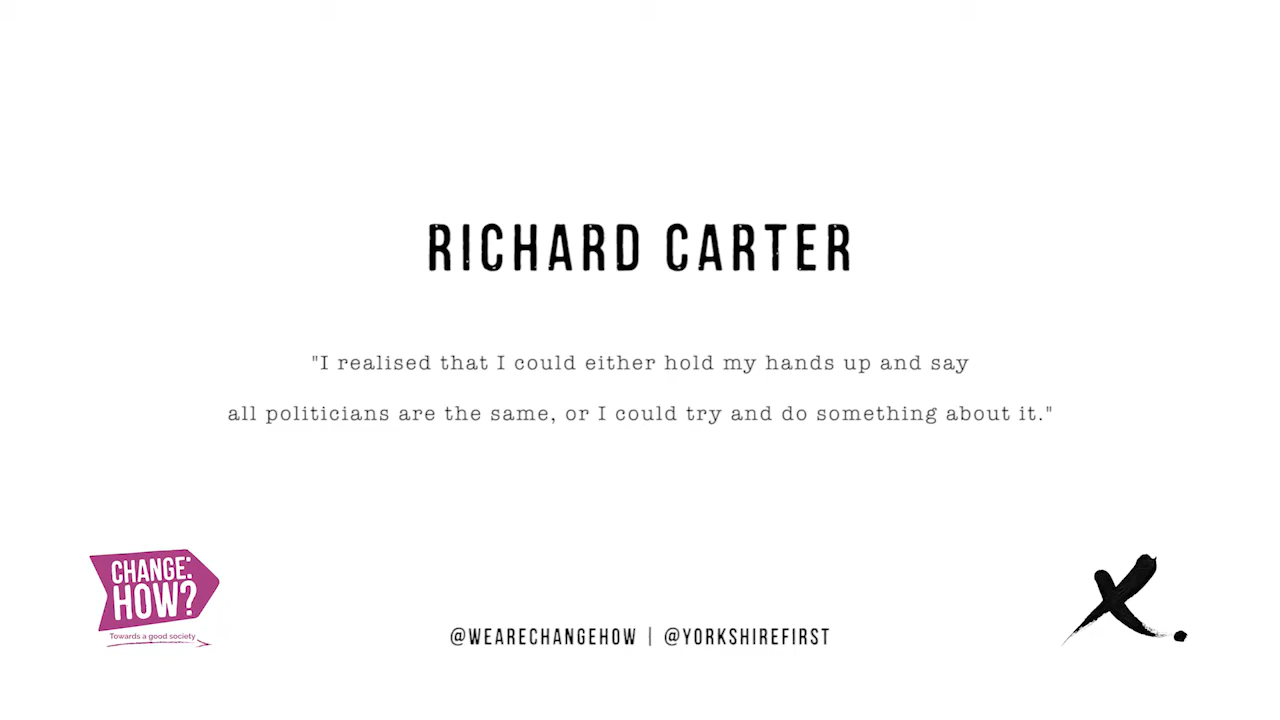 RICHARD CARTER
"I realised that I could either hold my hands up and say
all politicians are the same, or I could try and do something about it."
CHANGE:
HOW?
Towards a good society
@WEARECHANGEHOW | @YORKSHIREFIRST
X.